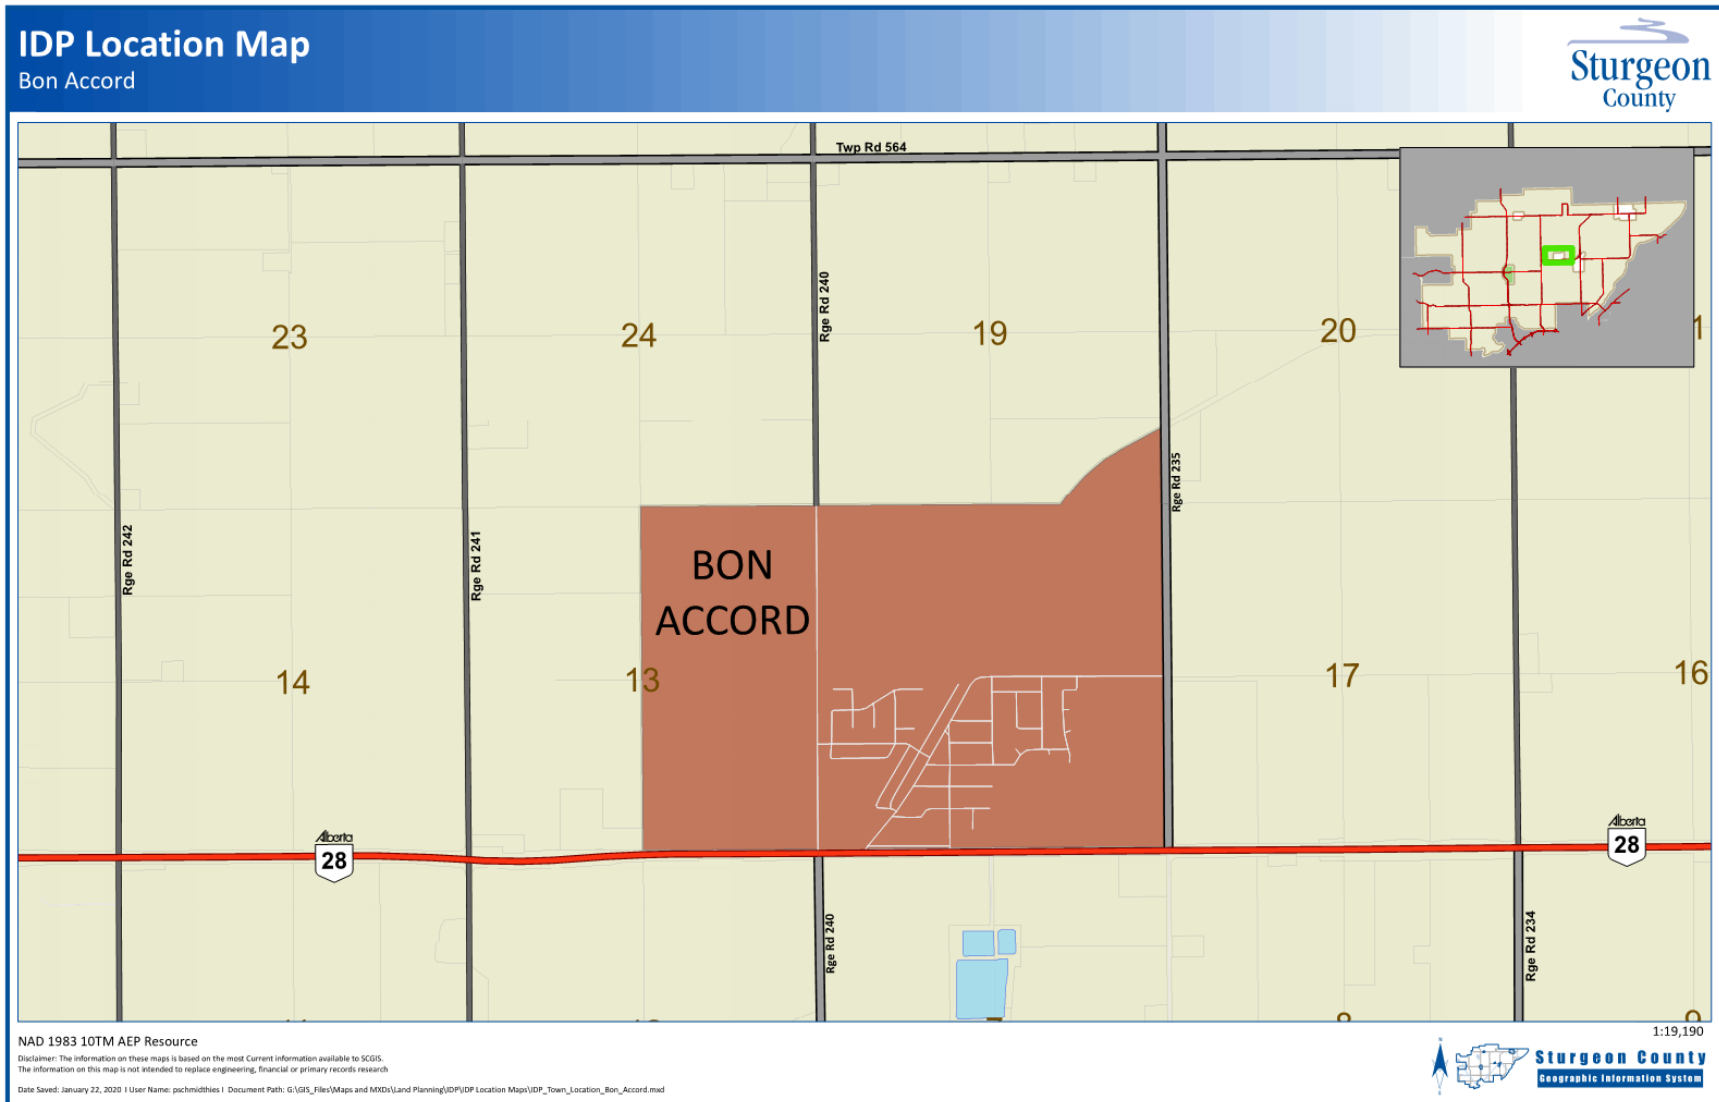 IDP Location Map
Bon Accord
Sturgeon
County
Twp Rd 564
Rge Rd 240
23
24
19
20
1
Rge Rd 235
Rge Rd 242
Rge Rd 241
BON
ACCORD
14
13
17
16
Alberta
28
Alberta
28
Rge Rd 240
Rge Rd 234
NAD 1983 10TM AEP Resource
1:19,190
Disclaimer: The information on these maps is based on the most Current information available to SCGIS.
The information on this map is not intended to replace engineering, financial or primary records research
Date Saved: January 22, 2020 I User Name: pschmidthies I Document Path: G:\GIS_Files\Maps and MXDs\Land Planning\IDP\IDP Location Maps\IDP_Town_Location_Bon_Accord.mxd
N
Sturgeon County
Geographic Information System